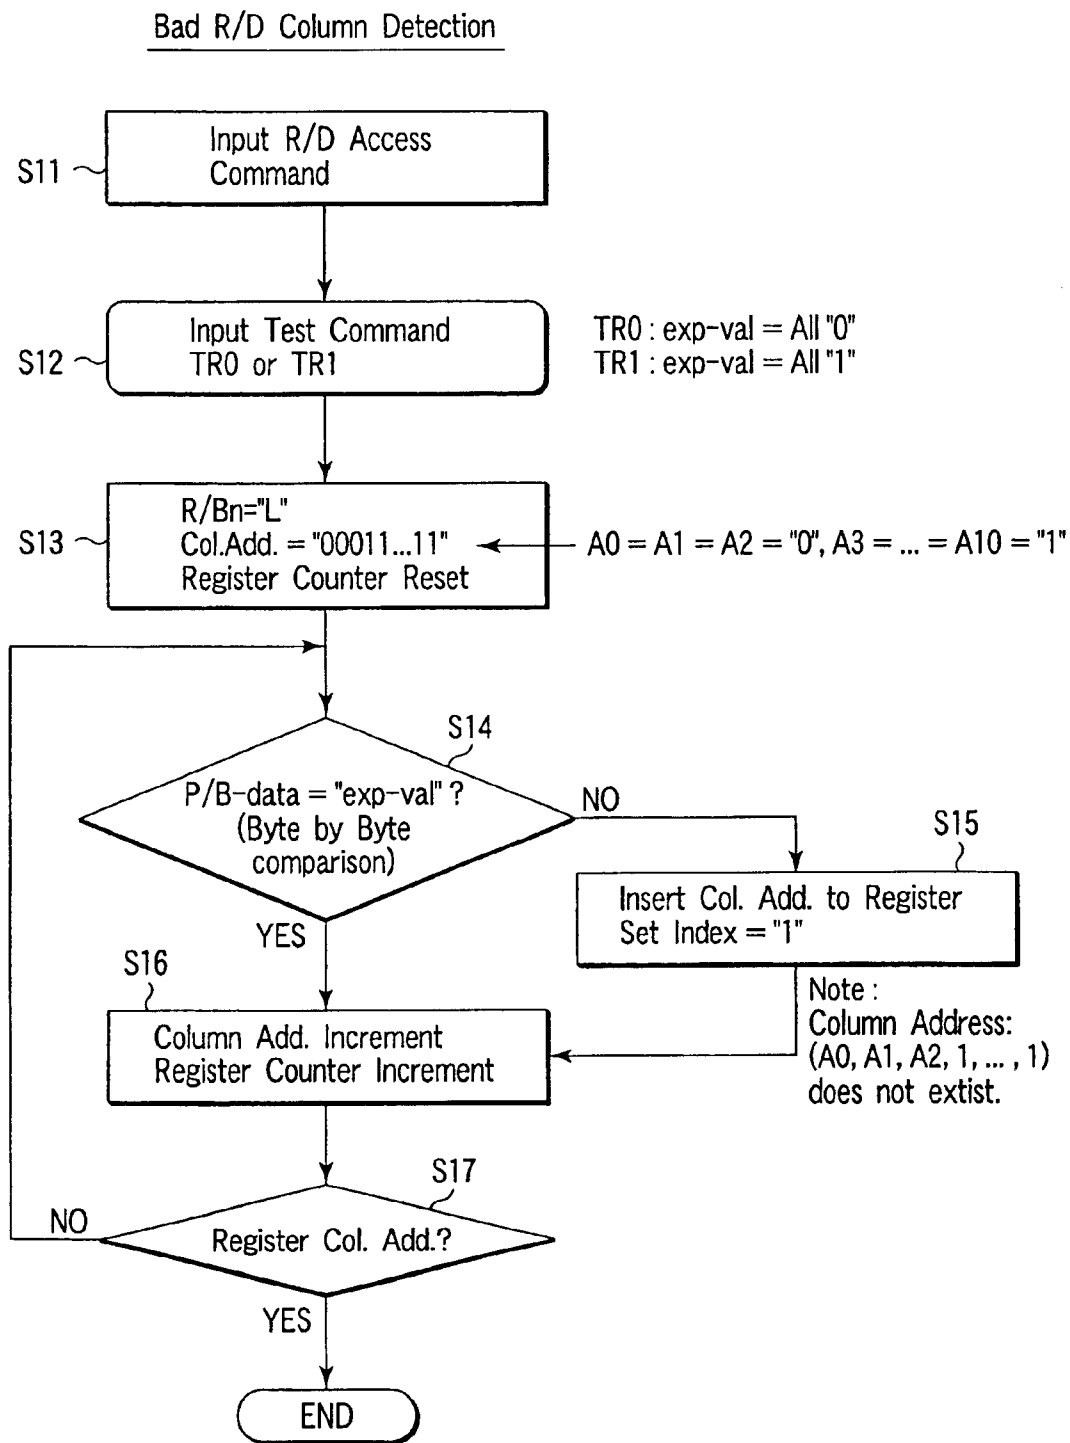 Bad R/D Column Detection
S11
Input R/D Access
Command
S12
Input Test Command
TR0 or TR1
TR0 : exp-val = All "0"
TR1 : exp-val = All "1"
S13
R/Bn="L"
Col.Add. = "00011...11"
Register Counter Reset
A0 = A1 = A2 = "0", A3 = ... = A10 = "1"
S14
P/B-data = "exp-val" ?
(Byte by Byte
comparison)
NO
YES
S15
Insert Col. Add. to Register
Set Index = "1"
Note :
Column Address:
(A0, A1, A2, 1, ... , 1)
does not extist.
S16
Column Add. Increment
Register Counter Increment
S17
Register Col. Add.?
NO
YES
END